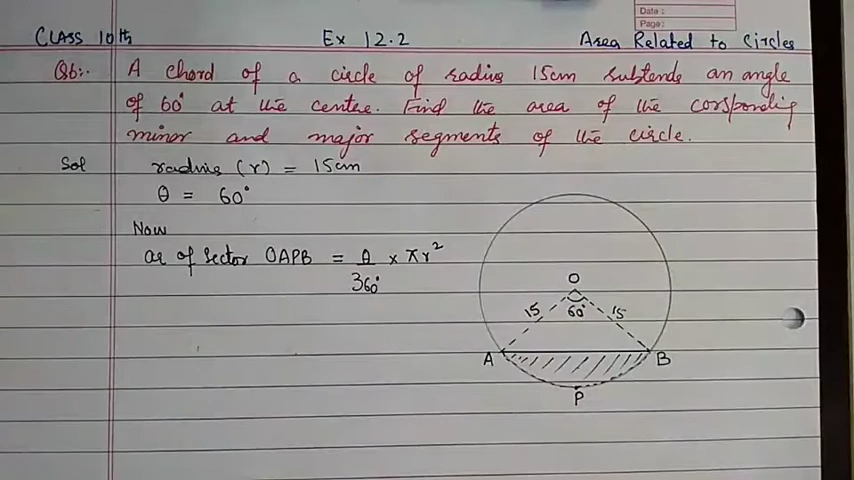 Date :
Page :
CLASS 10th Ex 12.2 Area Related to Circles
Q6:- A chord of a circle of radius 15cm subtends an angle
of 60° at the centre. Find the area of the corsponding
minor and major segments of the circle.
Sol radius (r) = 15cm
θ = 60°
Now
ar of sector OAPB = θ/360° × πr²
O
15 60° 15
A B
P